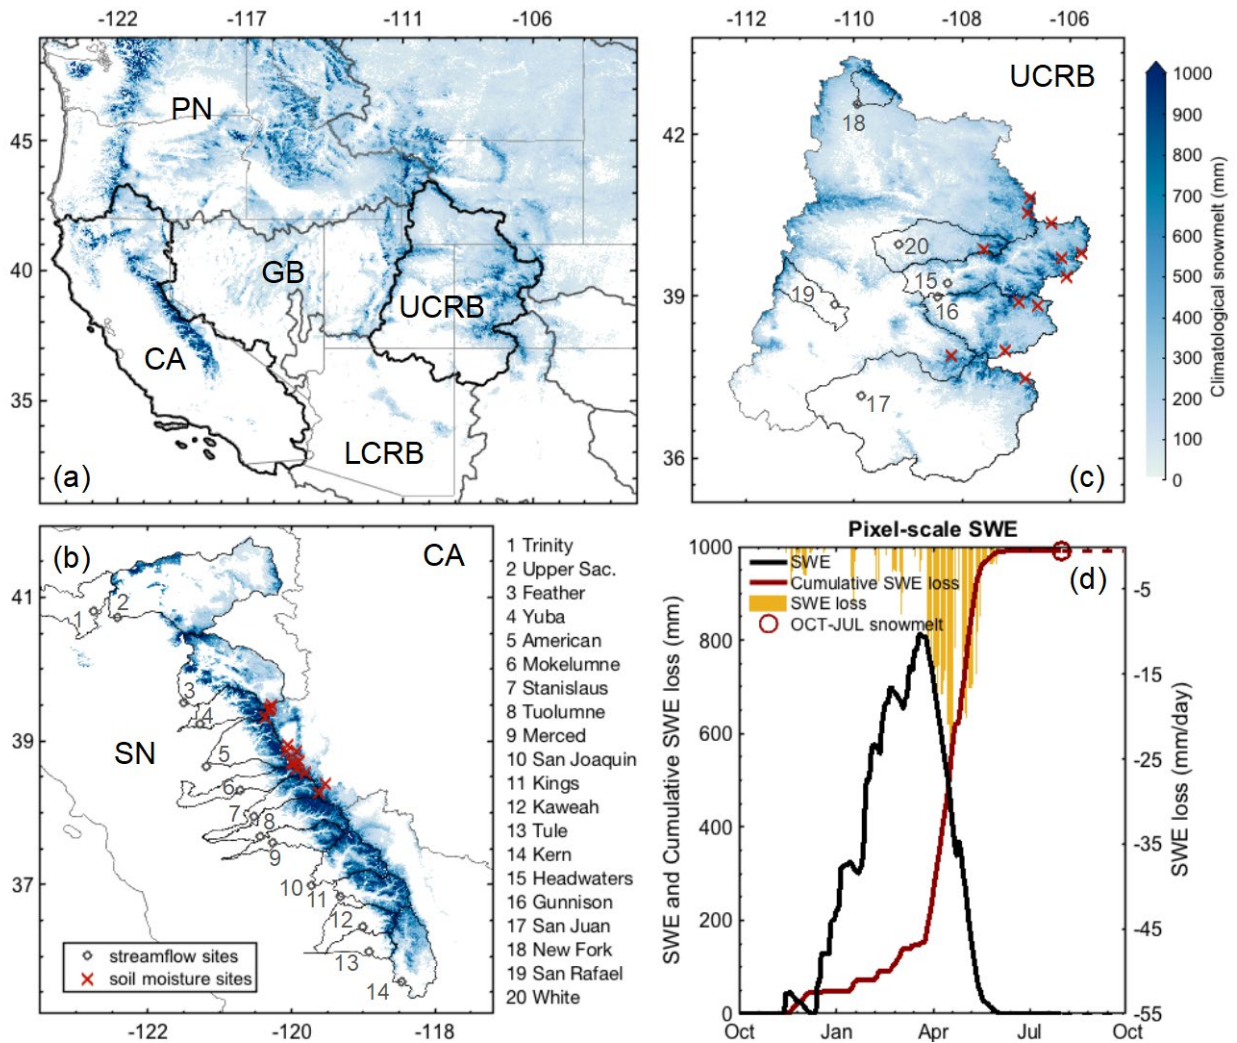 -122 -117 -111 -106
45
40
35
PN
GB
UCRB
CA
LCRB
(a)
-112 -110 -108 -106
UCRB
42
39
36
18
20
15
19
16
17
(c)
1000
900
800
700
600
500
400
300
200
100
0
Climatological snowmelt (mm)
(b)
CA
41
39
37
1
2
3
4
5
6
7
8
9
10
11
12
13
14
SN
streamflow sites
soil moisture sites
-122 -120 -118
1 Trinity
2 Upper Sac.
3 Feather
4 Yuba
5 American
6 Mokelumne
7 Stanislaus
8 Tuolumne
9 Merced
10 San Joaquin
11 Kings
12 Kaweah
13 Tule
14 Kern
15 Headwaters
16 Gunnison
17 San Juan
18 New Fork
19 San Rafael
20 White
Pixel-scale SWE
(d)
SWE
Cumulative SWE loss
SWE loss
OCT-JUL snowmelt
1000
800
600
400
200
0
SWE and Cumulative SWE loss (mm)
-5
-15
-25
-35
-45
-55
SWE loss (mm/day)
Oct Jan Apr Jul Oct